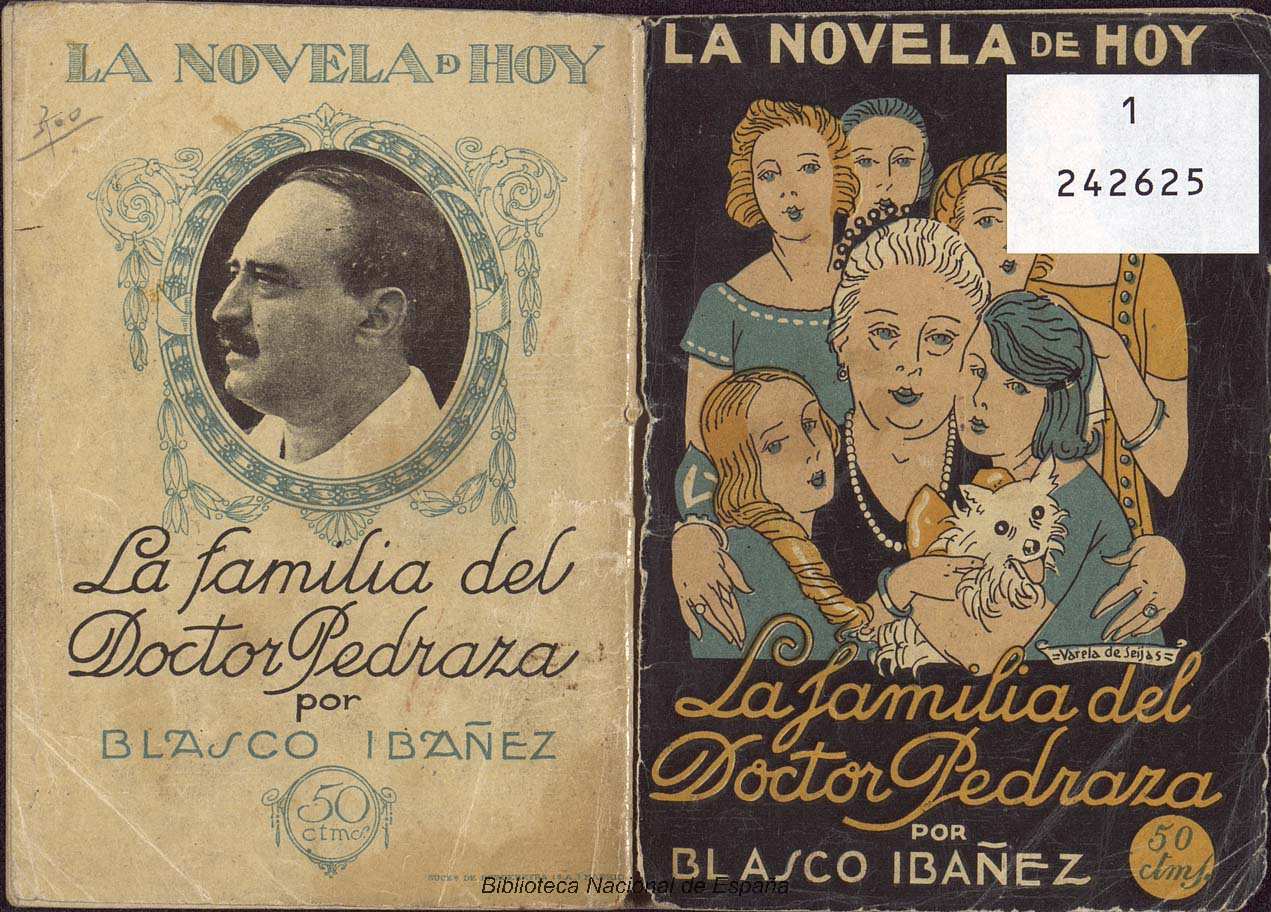 LA NOVELA D HOY
300
La familia del
Doctor Pedraza
por
BLASCO IBAÑEZ
50
ctms.
LA NOVELA DE HOY
1
242625
=Varela de Seijas=
La familia del
Doctor Pedraza
POR
BLASCO IBAÑEZ
50
ctms.
Biblioteca Nacional de España